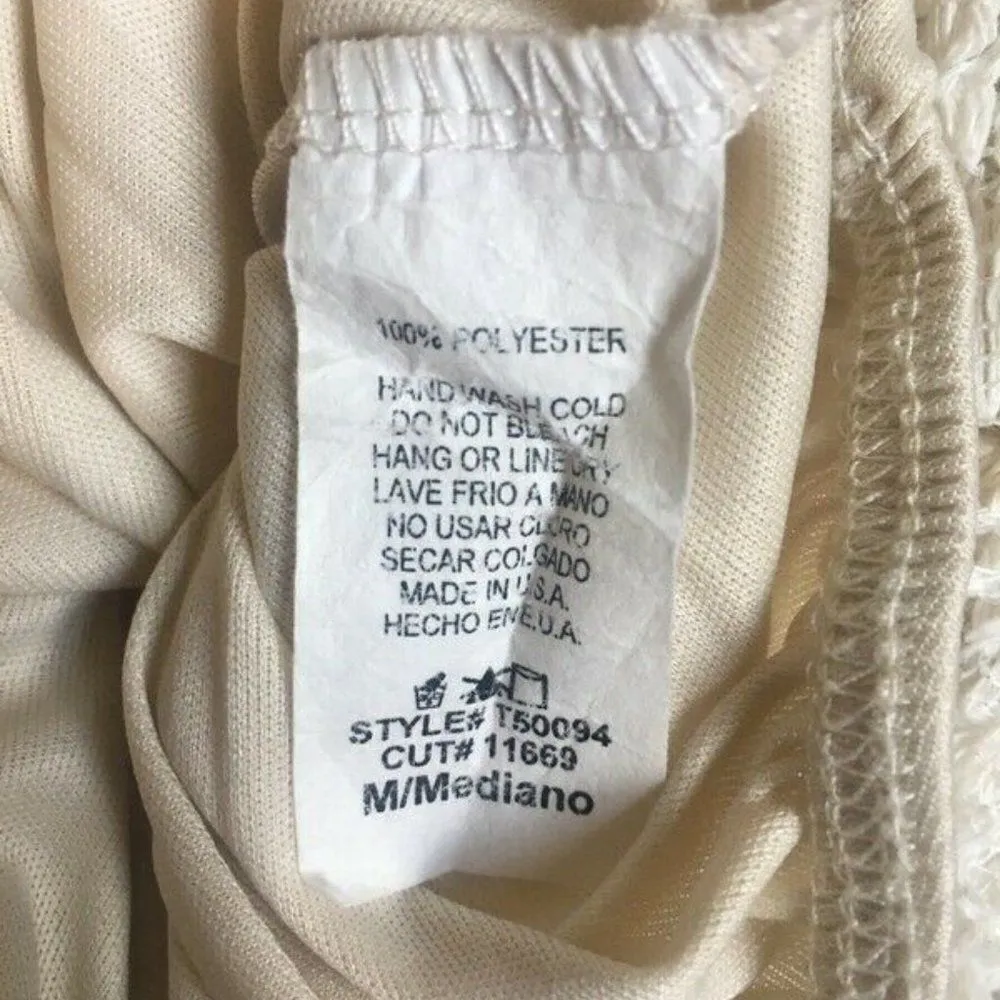 100% POLYESTER
HAND WASH COLD
DO NOT BLEACH
HANG OR LINE DRY
LAVE FRIO A MANO
NO USAR CLORO
SECAR COLGADO
MADE IN U.S.A.
HECHO EN E.U.A.
STYLE# T50094
CUT# 11669
M/Mediano